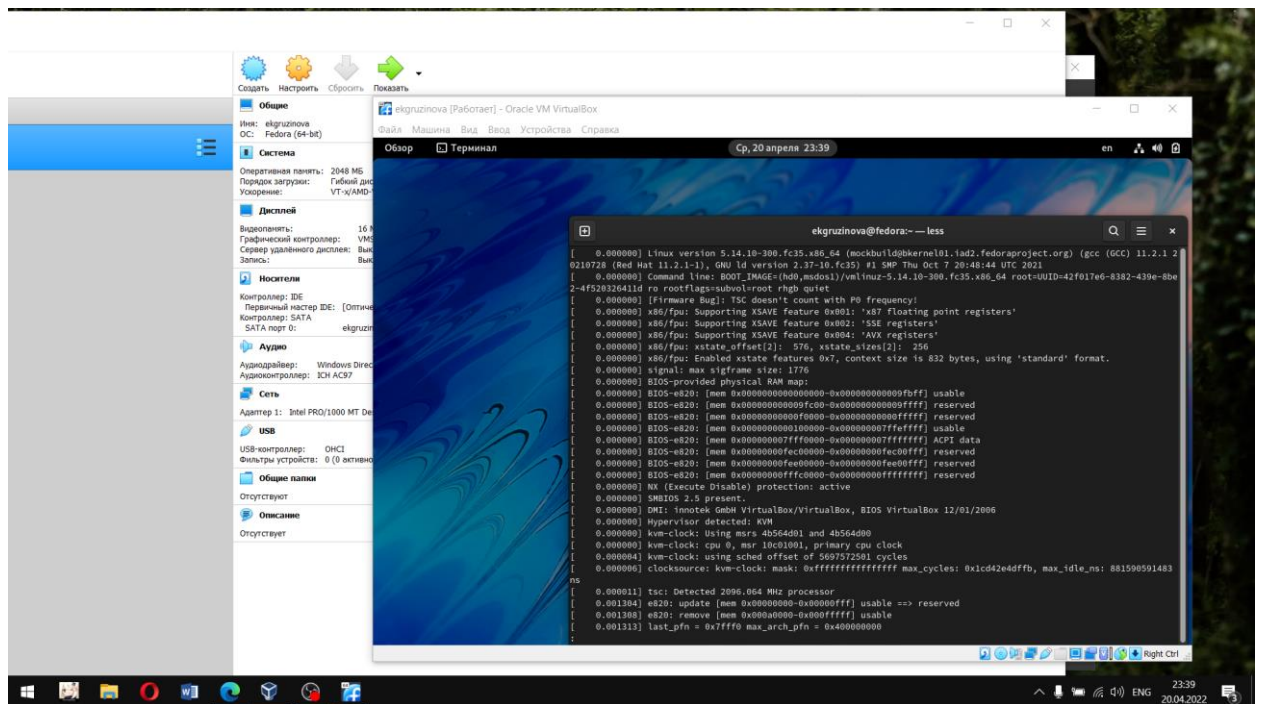 Создать Настроить Сбросить Показать
Общие
Имя: ekgruzinova
ОС: Fedora (64-bit)
Система
Оперативная память: 2048 МБ
Порядок загрузки: Гибкий дис
Ускорение: VT-x/AMD-
Дисплей
Видеопамять: 16
Графический контроллер: VMS
Сервер удалённого дисплея: Вык
Запись: Вык
Носители
Контроллер: IDE
Первичный мастер IDE: [Оптиче
Контроллер: SATA
SATA порт 0: ekgruzin
Аудио
Аудиодрайвер: Windows Direc
Аудиоконтроллер: ICH AC97
Сеть
Адаптер 1: Intel PRO/1000 MT De
USB
USB-контроллер: OHCI
Фильтры устройств: 0 (0 активно
Общие папки
Отсутствуют
Описание
Отсутствует
ekgruzinova [Работает] - Oracle VM VirtualBox
Файл Машина Вид Ввод Устройства Справка
Обзор Терминал Ср, 20 апреля 23:39 en
ekgruzinova@fedora:~ — less
[ 0.000000] Linux version 5.14.10-300.fc35.x86_64 (mockbuild@bkernel01.iad2.fedoraproject.org) (gcc (GCC) 11.2.1 2
0210728 (Red Hat 11.2.1-1), GNU ld version 2.37-10.fc35) #1 SMP Thu Oct 7 20:48:44 UTC 2021
[ 0.000000] Command line: BOOT_IMAGE=(hd0,msdos1)/vmlinuz-5.14.10-300.fc35.x86_64 root=UUID=42f017e6-8382-439e-8be
2-4f520326411d ro rootflags=subvol=root rhgb quiet
[ 0.000000] [Firmware Bug]: TSC doesn't count with P0 frequency!
[ 0.000000] x86/fpu: Supporting XSAVE feature 0x001: 'x87 floating point registers'
[ 0.000000] x86/fpu: Supporting XSAVE feature 0x002: 'SSE registers'
[ 0.000000] x86/fpu: Supporting XSAVE feature 0x004: 'AVX registers'
[ 0.000000] x86/fpu: xstate_offset[2]: 576, xstate_sizes[2]: 256
[ 0.000000] x86/fpu: Enabled xstate features 0x7, context size is 832 bytes, using 'standard' format.
[ 0.000000] signal: max sigframe size: 1776
[ 0.000000] BIOS-provided physical RAM map:
[ 0.000000] BIOS-e820: [mem 0x0000000000000000-0x000000000009fbff] usable
[ 0.000000] BIOS-e820: [mem 0x000000000009fc00-0x000000000009ffff] reserved
[ 0.000000] BIOS-e820: [mem 0x00000000000f0000-0x00000000000fffff] reserved
[ 0.000000] BIOS-e820: [mem 0x0000000000100000-0x000000007ffeffff] usable
[ 0.000000] BIOS-e820: [mem 0x000000007fff0000-0x000000007fffffff] ACPI data
[ 0.000000] BIOS-e820: [mem 0x00000000fec00000-0x00000000fec00fff] reserved
[ 0.000000] BIOS-e820: [mem 0x00000000fee00000-0x00000000fee00fff] reserved
[ 0.000000] BIOS-e820: [mem 0x00000000fffc0000-0x00000000ffffffff] reserved
[ 0.000000] NX (Execute Disable) protection: active
[ 0.000000] SMBIOS 2.5 present.
[ 0.000000] DMI: innotek GmbH VirtualBox/VirtualBox, BIOS VirtualBox 12/01/2006
[ 0.000000] Hypervisor detected: KVM
[ 0.000000] kvm-clock: Using msrs 4b564d01 and 4b564d00
[ 0.000000] kvm-clock: cpu 0, msr 10c01001, primary cpu clock
[ 0.000004] kvm-clock: using sched offset of 5697572501 cycles
[ 0.000006] clocksource: kvm-clock: mask: 0xffffffffffffffff max_cycles: 0x1cd42e4dffb, max_idle_ns: 881590591483
ns
[ 0.000011] tsc: Detected 2096.064 MHz processor
[ 0.001304] e820: update [mem 0x00000000-0x00000fff] usable ==> reserved
[ 0.001308] e820: remove [mem 0x000a0000-0x000fffff] usable
[ 0.001313] last_pfn = 0x7fff0 max_arch_pfn = 0x400000000
:
Right Ctrl
ENG 23:39
20.04.2022
3